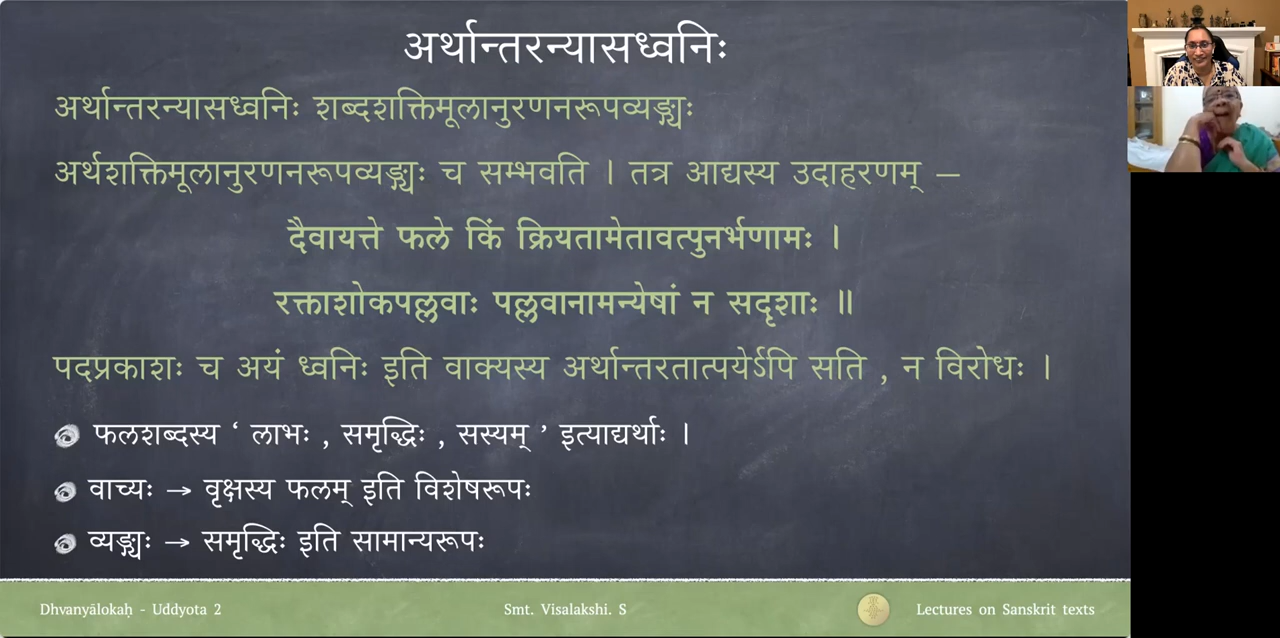 अर्थान्तरन्यासध्वनिः
अर्थान्तरन्यासध्वनिः शब्दशक्तिमूलानुरणनरूपव्यङ्ग्यः
अर्थशक्तिमूलानुरणनरूपव्यङ्ग्यः च सम्भवति । तत्र आद्यस्य उदाहरणम् –
दैवायत्ते फले किं क्रियतामेतावत्पुनर्भणामः ।
रक्ताशोकपल्लवाः पल्लवानामन्येषां न सदृशाः ॥
पदप्रकाशः च अयं ध्वनिः इति वाक्यस्य अर्थान्तरतात्पयेऽपि सति , न विरोधः ।
फलशब्दस्य ‘ लाभः , समृद्धिः , सस्यम् ’ इत्याद्यर्थाः ।
वाच्यः → वृक्षस्य फलम् इति विशेषरूपः
व्यङ्ग्यः → समृद्धिः इति सामान्यरूपः
Dhvanyālokaḥ - Uddyota 2 Smt. Visalakshi. S Lectures on Sanskrit texts